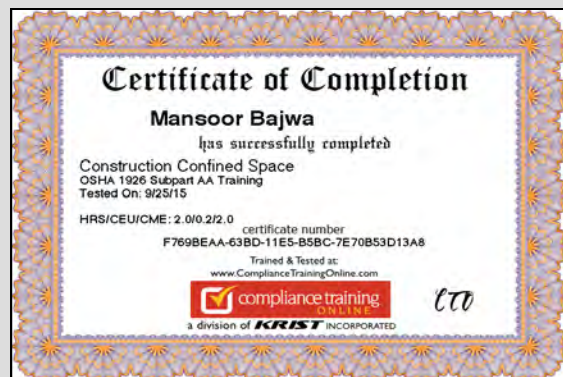 Certificate of Completion
Mansoor Bajwa
has successfully completed
Construction Confined Space
OSHA 1926 Subpart AA Training
Tested On: 9/25/15
HRS/CEU/CME: 2.0/0.2/2.0
certificate number
F769BEAA-63BD-11E5-B5BC-7E70B53D13A8
Trained & Tested at:
www.ComplianceTrainingOnline.com
compliance training
ONLINE
a division of KRIST INCORPORATED
CTO